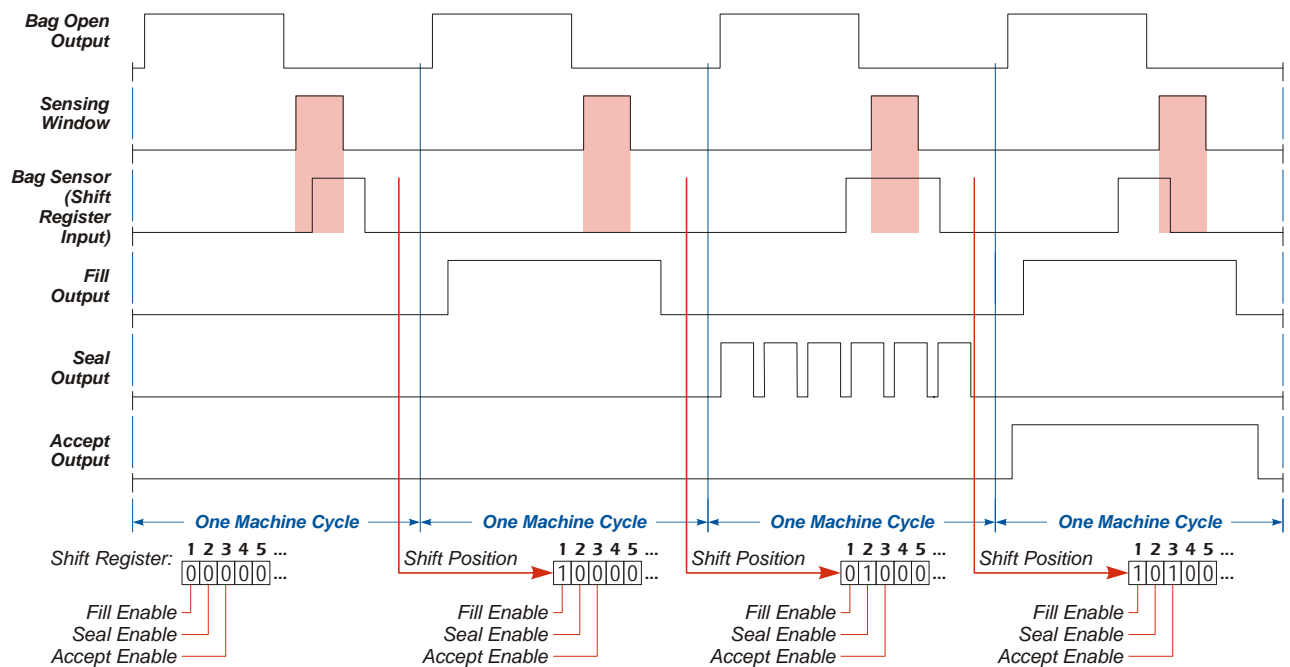 Bag Open
Output
Sensing
Window
Bag Sensor
(Shift
Register
Input)
Fill
Output
Seal
Output
Accept
Output
One Machine Cycle One Machine Cycle One Machine Cycle One Machine Cycle
Shift Register: 1 2 3 4 5 ... Shift Position 1 2 3 4 5 ... Shift Position 1 2 3 4 5 ... Shift Position 1 2 3 4 5 ...
0 0 0 0 0 ... 1 0 0 0 0 ... 0 1 0 0 0 ... 1 0 1 0 0 ...
Fill Enable Fill Enable Fill Enable Fill Enable
Seal Enable Seal Enable Seal Enable Seal Enable
Accept Enable Accept Enable Accept Enable Accept Enable